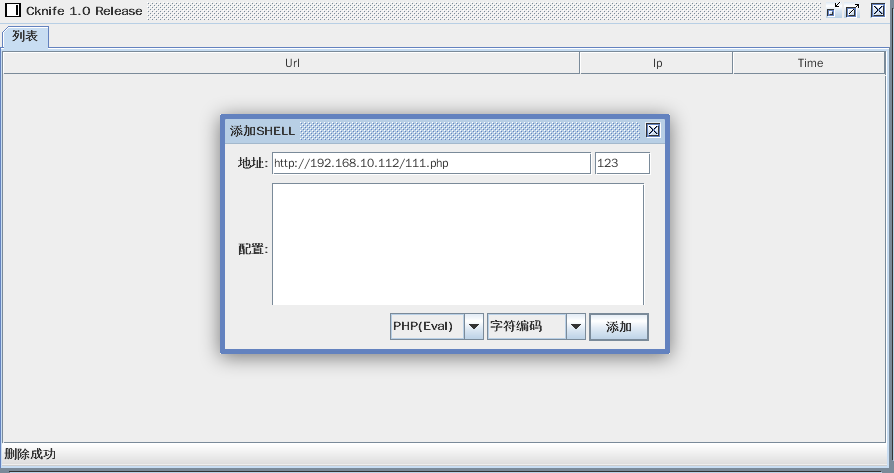 Cknife 1.0 Release
列表
Url Ip Time
添加SHELL
地址: http://192.168.10.112/111.php 123
配置:
PHP(Eval) 字符编码 添加
删除成功